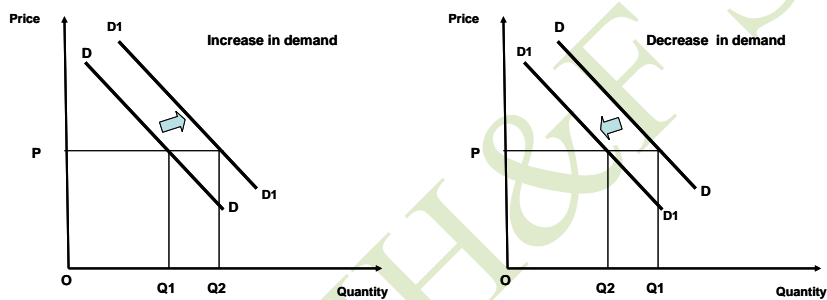 Price
D1
Increase in demand
D
P
D1
D
O
Q1
Q2
Quantity
Price
D
Decrease in demand
D1
P
D
D1
O
Q2
Q1
Quantity
H&F S